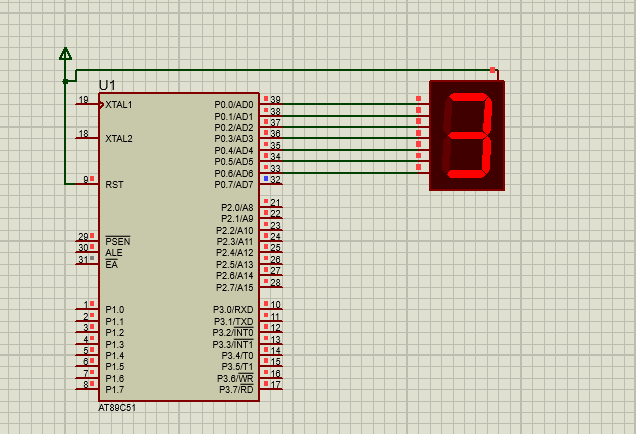 U1
19 XTAL1 P0.0/AD0 39
P0.1/AD1 38
P0.2/AD2 37
18 XTAL2 P0.3/AD3 36
P0.4/AD4 35
P0.5/AD5 34
P0.6/AD6 33
9 RST P0.7/AD7 32
P2.0/A8 21
P2.1/A9 22
P2.2/A10 23
29 PSEN P2.3/A11 24
30 ALE P2.4/A12 25
31 EA P2.5/A13 26
P2.6/A14 27
P2.7/A15 28
1 P1.0 P3.0/RXD 10
2 P1.1 P3.1/TXD 11
3 P1.2 P3.2/INT0 12
4 P1.3 P3.3/INT1 13
5 P1.4 P3.4/T0 14
6 P1.5 P3.5/T1 15
7 P1.6 P3.6/WR 16
8 P1.7 P3.7/RD 17
AT89C51
3